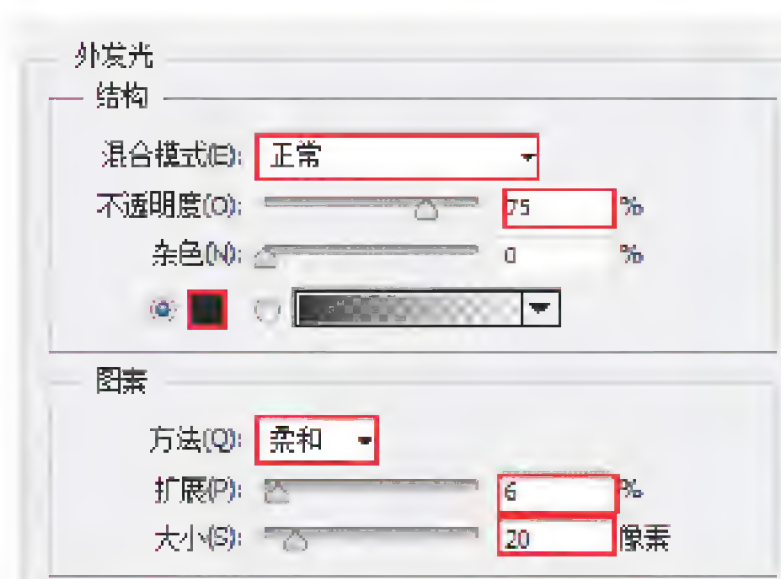 外发光
结构
混合模式(E): 正常
不透明度(O): 75 %
杂色(N): 0 %
图素
方法(Q): 柔和
扩展(P): 6 %
大小(S): 20 像素